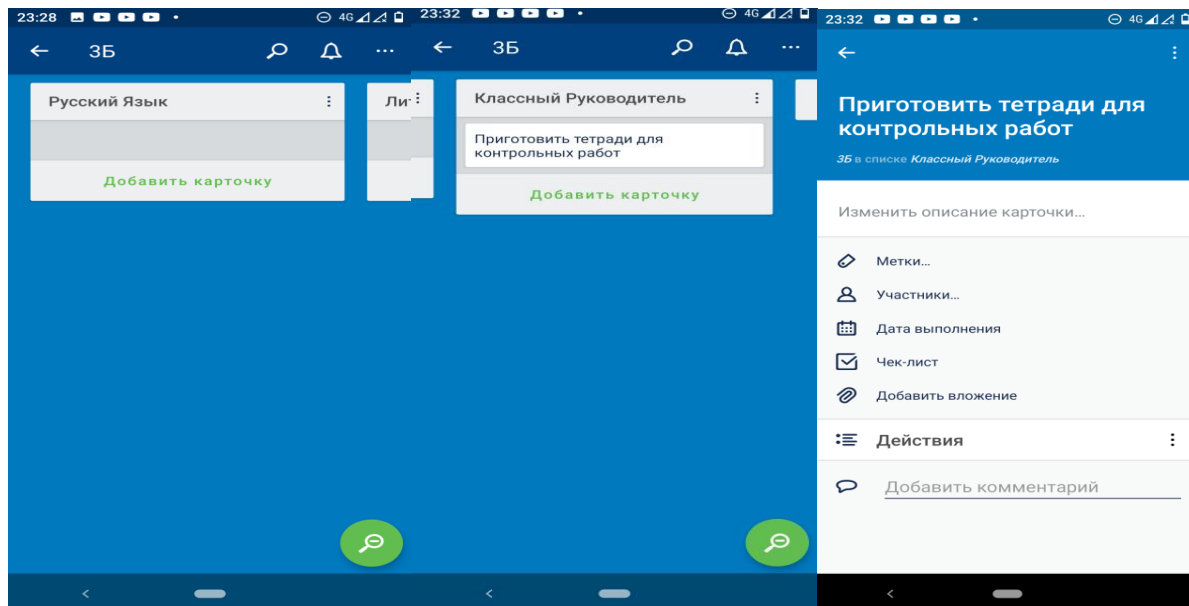 23:28
4G
3Б
Русский Язык
Ли
Добавить карточку
23:32
4G
3Б
Классный Руководитель
Приготовить тетради для
контрольных работ
Добавить карточку
23:32
4G
Приготовить тетради для
контрольных работ
3Б в списке Классный Руководитель
Изменить описание карточки...
Метки...
Участники...
Дата выполнения
Чек-лист
Добавить вложение
Действия
Добавить комментарий